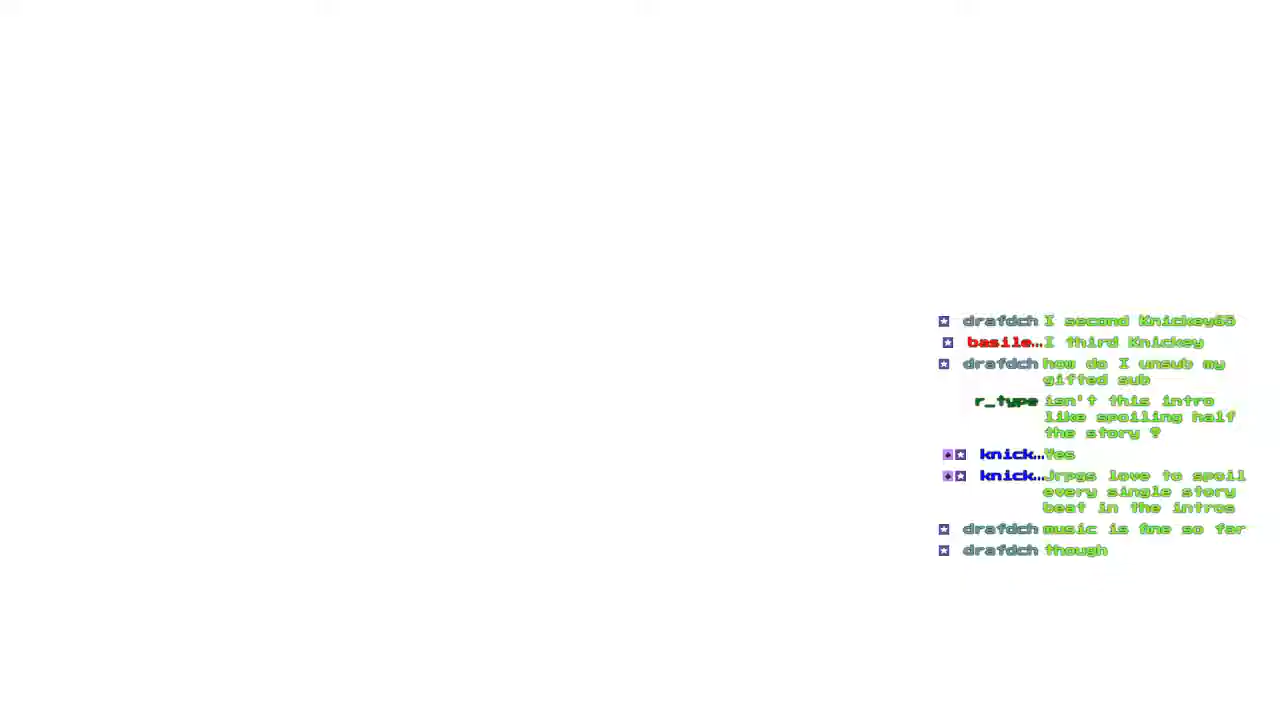 drafdch I second Knickey65
basile... I third Knickey
drafdch how do I unsub my
gifted sub
r_type isn't this intro
like spoiling half
the story ?
knick... Yes
knick... Jrpgs love to spoil
every single story
beat in the intros
drafdch music is fine so far
drafdch though